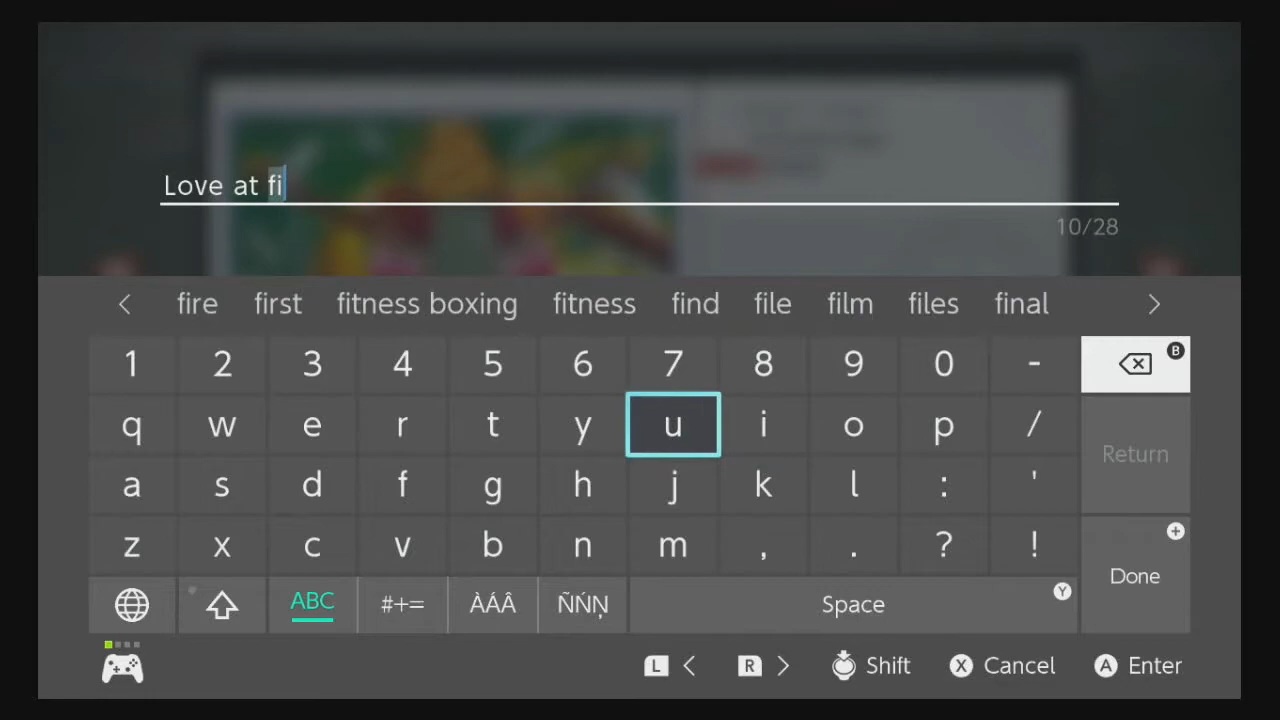 Love at fi
10/28
< fire first fitness boxing fitness find file film files final >
1 2 3 4 5 6 7 8 9 0 - B
q w e r t y u i o p /
Return
a s d f g h j k l : '
z x c v b n m , . ? ! +
Done
ABC #+= ÀÁÂ ÑŃŅ Space Y
L < R > Shift X Cancel A Enter